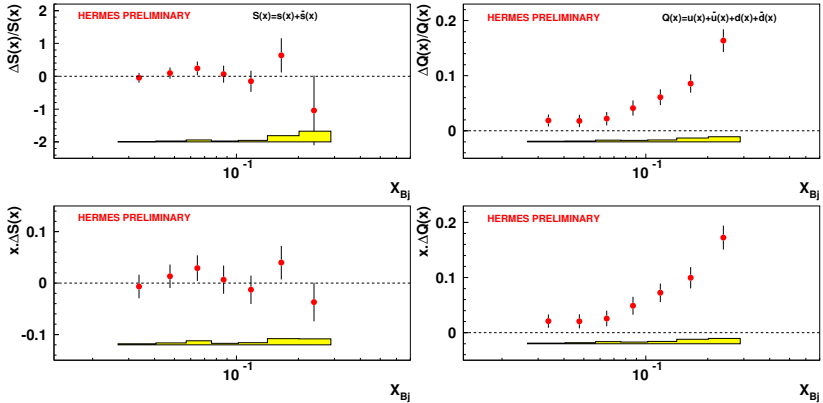 ΔS(x)/S(x)
2
1
0
-1
-2
HERMES PRELIMINARY
S(x)=s(x)+s̄(x)
10⁻¹
X_Bj
ΔQ(x)/Q(x)
0.2
0.1
0
HERMES PRELIMINARY
Q(x)=u(x)+ū(x)+d(x)+d̄(x)
10⁻¹
X_Bj
x.ΔS(x)
0.1
0
-0.1
HERMES PRELIMINARY
10⁻¹
X_Bj
x.ΔQ(x)
0.2
0.1
0
HERMES PRELIMINARY
10⁻¹
X_Bj